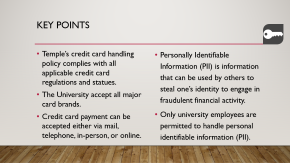 KEY POINTS
• Temple's credit card handling
policy complies with all
applicable credit card
regulations and statues.
• The University accept all major
card brands.
• Credit card payment can be
accepted either via mail,
telephone, in-person, or online.
• Personally Identifiable
Information (PII) is information
that can be used by others to
steal one's identity to engage in
fraudulent financial activity.
• Only university employees are
permitted to handle personal
identifiable information (PII).